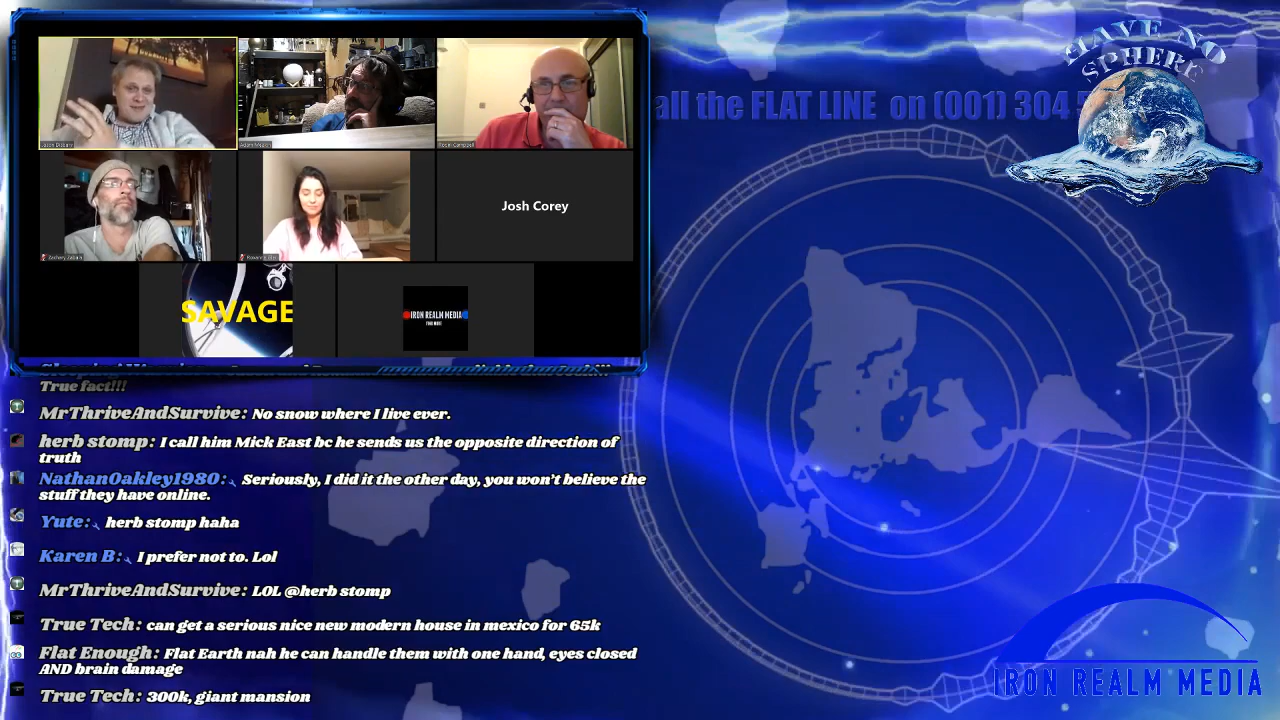 HAVE NO
SPHERE
all the FLAT LINE on (001) 304
Josh Corey
SAVAGE
IRON REALM MEDIA
True fact!!!
MrThriveAndSurvive: No snow where I live ever.
herb stomp: I call him Mick East bc he sends us the opposite direction of
truth
NathanOakley1980: Seriously, I did it the other day, you won't believe the
stuff they have online.
Yute: herb stomp haha
Karen B: I prefer not to. Lol
MrThriveAndSurvive: LOL @herb stomp
True Tech: can get a serious nice new modern house in mexico for 65k
Flat Enough: Flat Earth nah he can handle them with one hand, eyes closed
AND brain damage
True Tech: 300k, giant mansion
IRON REALM MEDIA